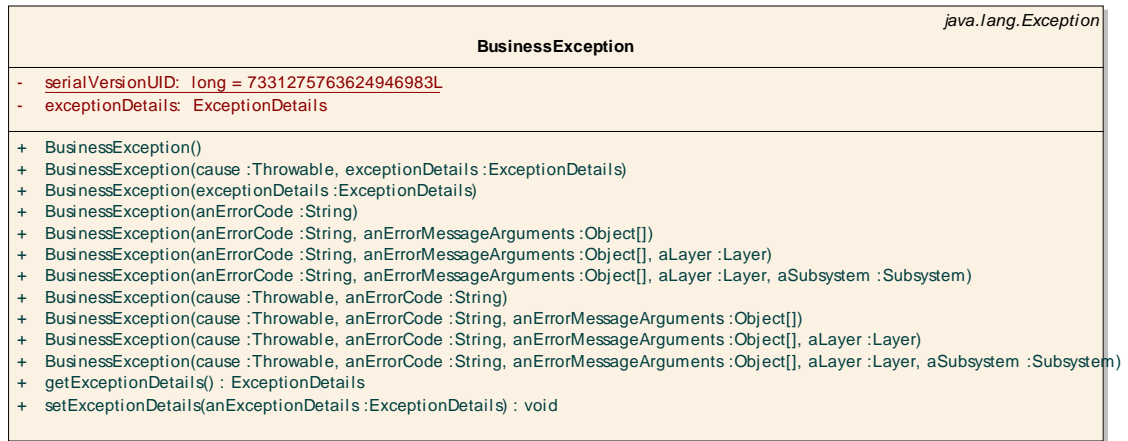 java.lang.Exception
BusinessException
- serialVersionUID: long = 7331275763624946983L
- exceptionDetails: ExceptionDetails
+ BusinessException()
+ BusinessException(cause :Throwable, exceptionDetails :ExceptionDetails)
+ BusinessException(exceptionDetails :ExceptionDetails)
+ BusinessException(anErrorCode :String)
+ BusinessException(anErrorCode :String, anErrorMessageArguments :Object[])
+ BusinessException(anErrorCode :String, anErrorMessageArguments :Object[], aLayer :Layer)
+ BusinessException(anErrorCode :String, anErrorMessageArguments :Object[], aLayer :Layer, aSubsystem :Subsystem)
+ BusinessException(cause :Throwable, anErrorCode :String)
+ BusinessException(cause :Throwable, anErrorCode :String, anErrorMessageArguments :Object[])
+ BusinessException(cause :Throwable, anErrorCode :String, anErrorMessageArguments :Object[], aLayer :Layer)
+ BusinessException(cause :Throwable, anErrorCode :String, anErrorMessageArguments :Object[], aLayer :Layer, aSubsystem :Subsystem)
+ getExceptionDetails() : ExceptionDetails
+ setExceptionDetails(anExceptionDetails :ExceptionDetails) : void